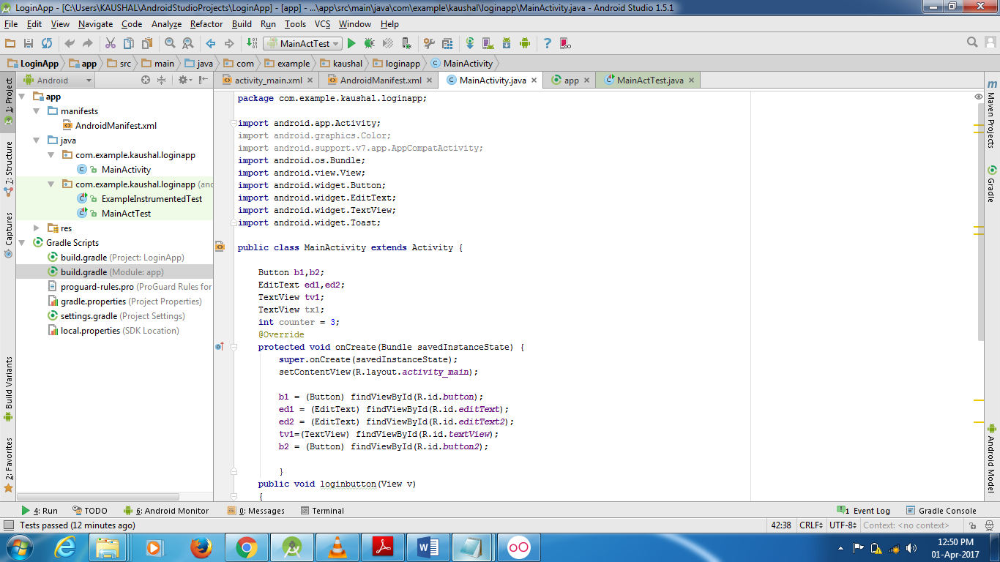 LoginApp - [C:\Users\KAUSHAL\AndroidStudioProjects\LoginApp] - [app] - ...\app\src\main\java\com\example\kaushal\loginapp\MainActivity.java - Android Studio 1.5.1
File Edit View Navigate Code Analyze Refactor Build Run Tools VCS Window Help
MainActTest
LoginApp app src main java com example kaushal loginapp MainActivity
Android
activity_main.xml AndroidManifest.xml MainActivity.java app MainActTest.java
1: Project
7: Structure
Captures
Build Variants
2: Favorites
app
manifests
AndroidManifest.xml
java
com.example.kaushal.loginapp
MainActivity
com.example.kaushal.loginapp (and
ExampleInstrumentedTest
MainActTest
res
Gradle Scripts
build.gradle (Project: LoginApp)
build.gradle (Module: app)
proguard-rules.pro (ProGuard Rules for
gradle.properties (Project Properties)
settings.gradle (Project Settings)
local.properties (SDK Location)
package com.example.kaushal.loginapp;
import android.app.Activity;
import android.graphics.Color;
import android.support.v7.app.AppCompatActivity;
import android.os.Bundle;
import android.view.View;
import android.widget.Button;
import android.widget.EditText;
import android.widget.TextView;
import android.widget.Toast;
public class MainActivity extends Activity {
Button b1,b2;
EditText ed1,ed2;
TextView tv1;
TextView tx1;
int counter = 3;
@Override
protected void onCreate(Bundle savedInstanceState) {
super.onCreate(savedInstanceState);
setContentView(R.layout.activity_main);
b1 = (Button) findViewById(R.id.button);
ed1 = (EditText) findViewById(R.id.editText);
ed2 = (EditText) findViewById(R.id.editText2);
tv1=(TextView) findViewById(R.id.textView);
b2 = (Button) findViewById(R.id.button2);
}
public void loginbutton(View v)
{
Maven Projects
Gradle
Android Model
4: Run TODO 6: Android Monitor 0: Messages Terminal 1 Event Log Gradle Console
Tests passed (12 minutes ago) 42:38 CRLF UTF-8 Context: <no context>
12:50 PM
01-Apr-2017